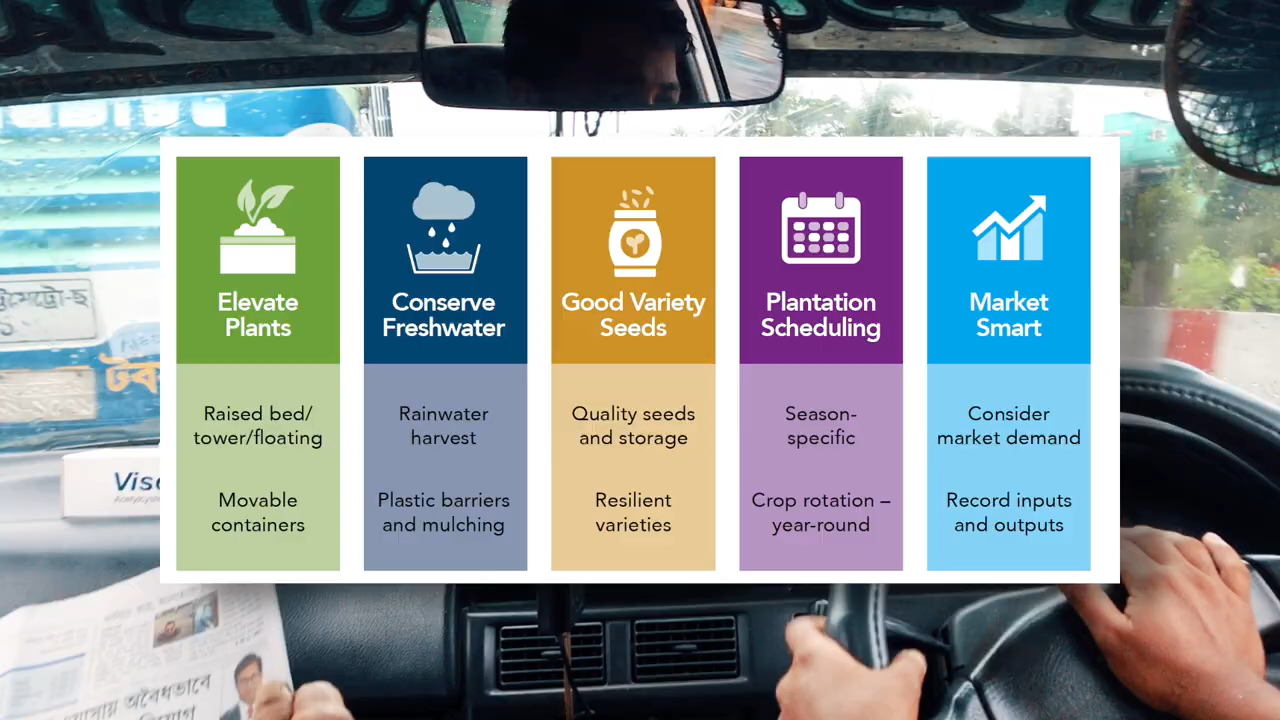 Elevate
Plants
Raised bed/
tower/floating
Movable
containers
Conserve
Freshwater
Rainwater
harvest
Plastic barriers
and mulching
Good Variety
Seeds
Quality seeds
and storage
Resilient
varieties
Plantation
Scheduling
Season-
specific
Crop rotation –
year-round
Market
Smart
Consider
market demand
Record inputs
and outputs
অবৈধভাবে